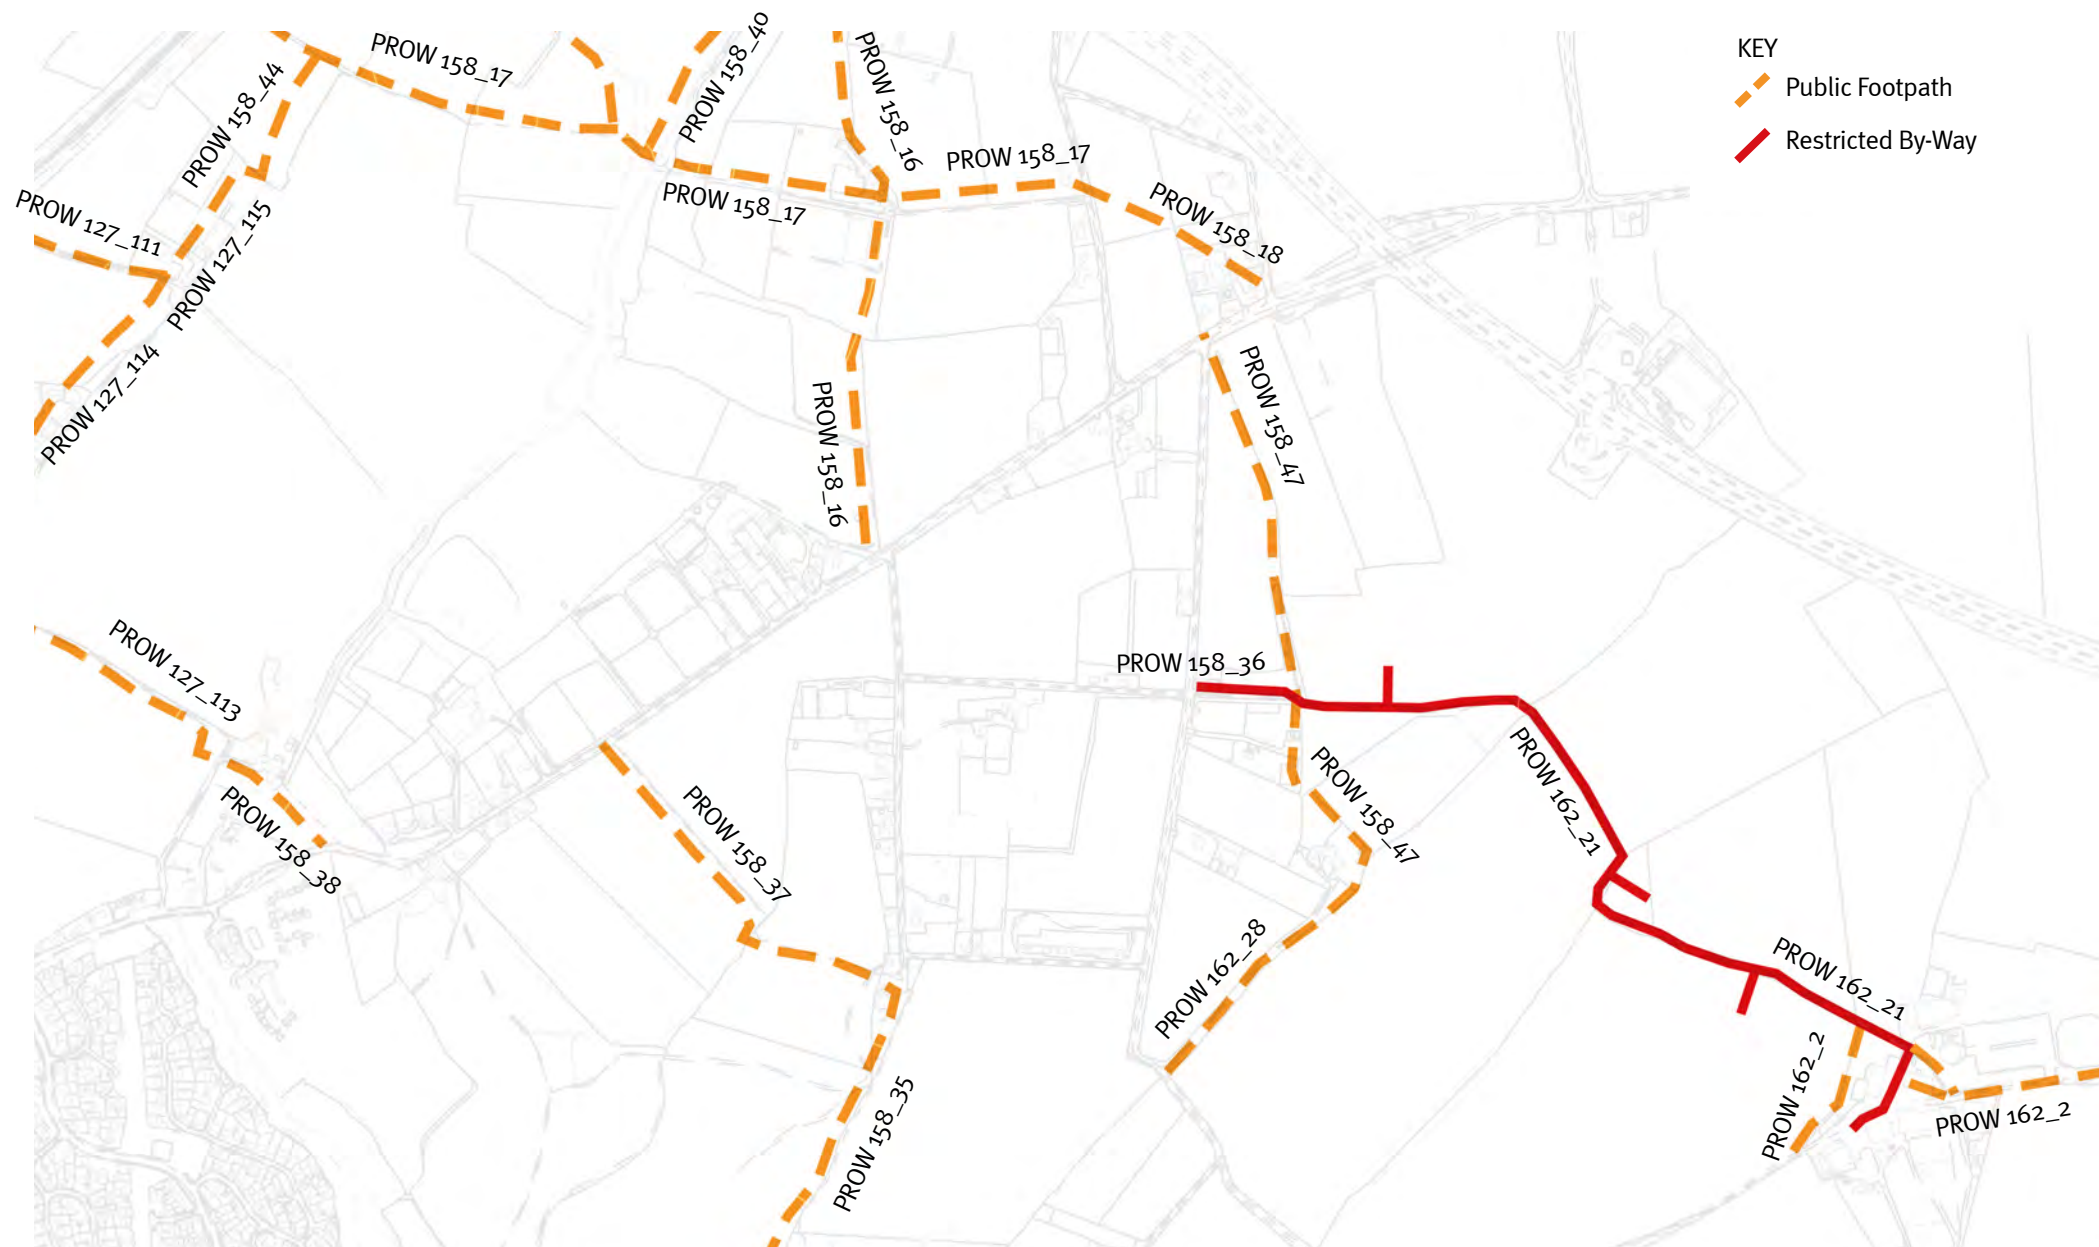 KEY
Public Footpath
Restricted By-Way
PROW 158_17
PROW 158_40
PROW 158_16
PROW 158_44
PROW 158_17
PROW 158_17
PROW 158_18
PROW 127_111
PROW 127_115
PROW 127_114
PROW 158_16
PROW 158_47
PROW 127_113
PROW 158_36
PROW 158_38
PROW 158_37
PROW 158_47
PROW 162_21
PROW 162_28
PROW 162_21
PROW 158_35
PROW 162_2
PROW 162_2